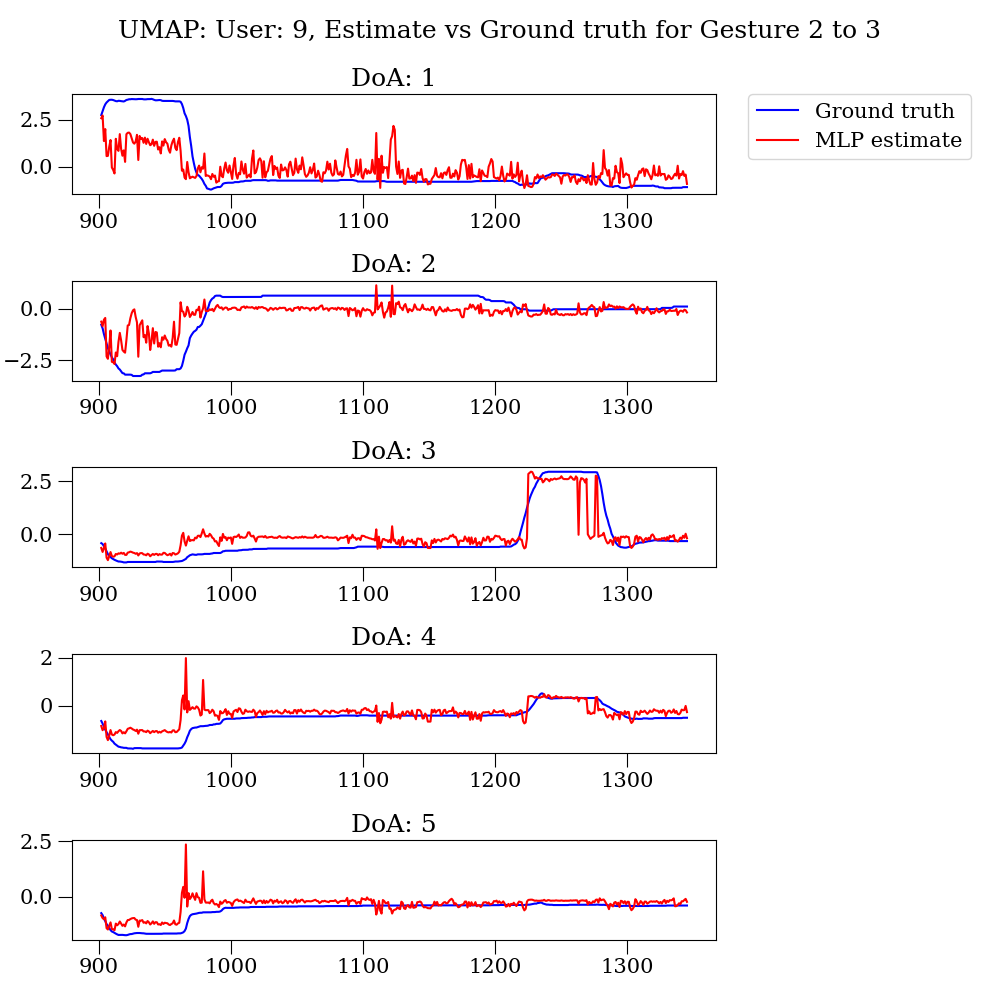 UMAP: User: 9, Estimate vs Ground truth for Gesture 2 to 3
DoA: 1
Ground truth
MLP estimate
2.5
0.0
900 1000 1100 1200 1300
DoA: 2
0.0
−2.5
900 1000 1100 1200 1300
DoA: 3
2.5
0.0
900 1000 1100 1200 1300
DoA: 4
2
0
900 1000 1100 1200 1300
DoA: 5
2.5
0.0
900 1000 1100 1200 1300